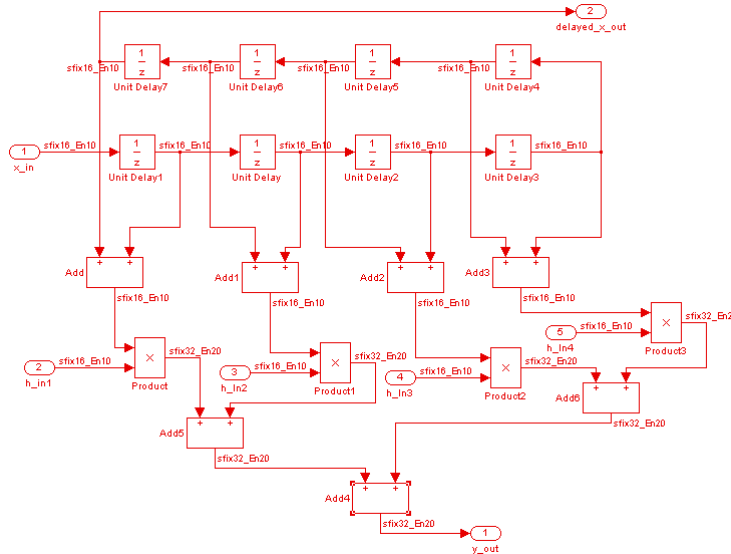 2
delayed_x_out
1
z
1
z
1
z
1
z
sfix16_En10
sfix16_En10
sfix16_En10
sfix16_En10
Unit Delay7
Unit Delay6
Unit Delay5
Unit Delay4
1
sfix16_En10
1
z
sfix16_En10
1
z
sfix16_En10
1
z
sfix16_En10
1
z
sfix16_En10
x_in
Unit Delay1
Unit Delay
Unit Delay2
Unit Delay3
+ +
+ +
+ +
+ +
Add
Add1
Add2
Add3
sfix16_En10
sfix16_En10
sfix16_En10
sfix16_En10
5
×
sfix32_En2
sfix16_En10
h_In4
Product3
2
sfix16_En10
h_in1
×
sfix32_En20
Product
3
sfix16_En10
h_In2
×
sfix32_En20
Product1
4
sfix16_En10
h_In3
×
sfix32_En20
Product2
+ +
Add6
sfix32_En20
+ +
Add5
sfix32_En20
+ +
Add4
sfix32_En20
1
y_out